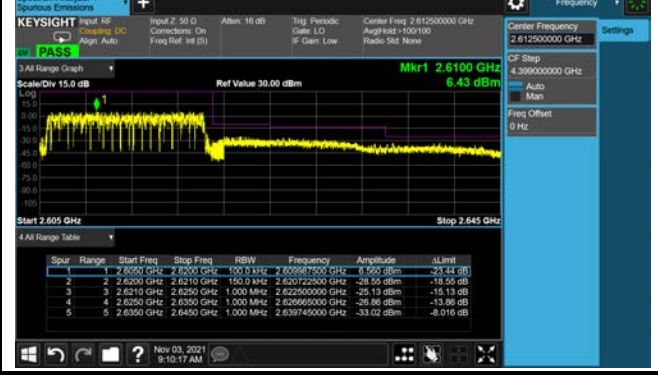 Spurious Emissions
+
Frequency
KEYSIGHT
Input: RF
Coupling: DC
Align: Auto
Input Z: 50 Ω
Corrections: On
Freq Ref: Int (S)
Atten: 16 dB
Trig: Periodic
Gate: LO
IF Gain: Low
Center Freq: 2.612500000 GHz
Avg|Hold:>100/100
Radio Std: None
PASS
3 All Range Graph
Mkr1 2.6100 GHz
Scale/Div 15.0 dB
Ref Value 30.00 dBm
6.43 dBm
Log
15.0
0.00
-15.0
-30.0
-45.0
-60.0
-75.0
-90.0
-105
1
Start 2.605 GHz
Stop 2.645 GHz
4 All Range Table
Spur Range Start Freq Stop Freq RBW Frequency Amplitude ΔLimit
1 1 2.6050 GHz 2.6200 GHz 100.0 kHz 2.609987500 GHz 6.560 dBm -23.44 dB
2 2 2.6200 GHz 2.6210 GHz 150.0 kHz 2.620722500 GHz -28.55 dBm -18.55 dB
3 3 2.6210 GHz 2.6250 GHz 1.000 MHz 2.622500000 GHz -25.13 dBm -15.13 dB
4 4 2.6250 GHz 2.6350 GHz 1.000 MHz 2.626665000 GHz -26.86 dBm -13.86 dB
5 5 2.6350 GHz 2.6450 GHz 1.000 MHz 2.639745000 GHz -33.02 dBm -8.016 dB
?
Nov 03, 2021
9:10:17 AM
Center Frequency
2.612500000 GHz
Settings
CF Step
4.399000000 GHz
Auto
Man
Freq Offset
0 Hz